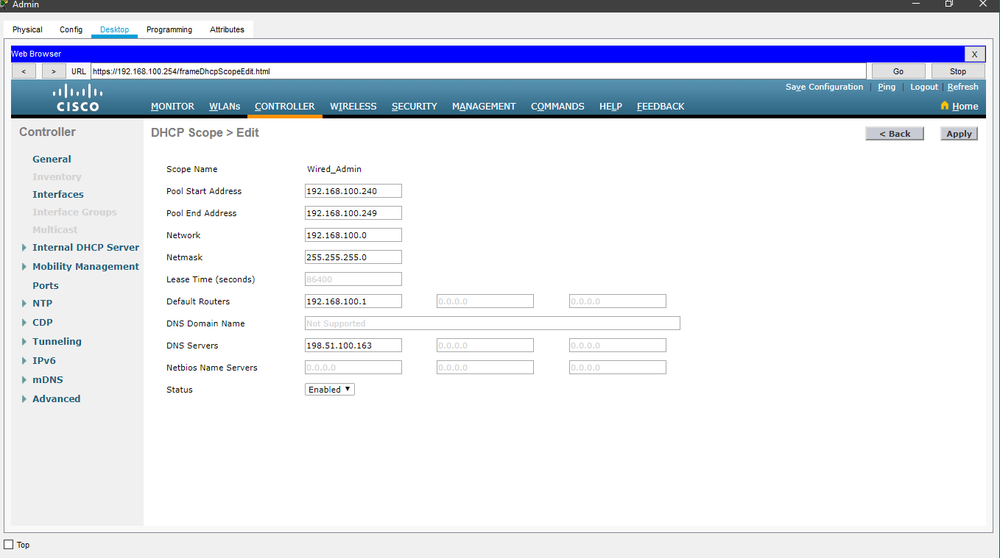 Admin
Physical Config Desktop Programming Attributes
Web Browser X
< > URL https://192.168.100.254/frameDhcpScopeEdit.html Go Stop
Save Configuration | Ping | Logout | Refresh
CISCO MONITOR WLANs CONTROLLER WIRELESS SECURITY MANAGEMENT COMMANDS HELP FEEDBACK Home
Controller
General
Inventory
Interfaces
Interface Groups
Multicast
Internal DHCP Server
Mobility Management
Ports
NTP
CDP
Tunneling
IPv6
mDNS
Advanced
DHCP Scope > Edit < Back Apply
Scope Name Wired_Admin
Pool Start Address 192.168.100.240
Pool End Address 192.168.100.249
Network 192.168.100.0
Netmask 255.255.255.0
Lease Time (seconds) 86400
Default Routers 192.168.100.1 0.0.0.0 0.0.0.0
DNS Domain Name Not Supported
DNS Servers 198.51.100.163 0.0.0.0 0.0.0.0
Netbios Name Servers 0.0.0.0 0.0.0.0 0.0.0.0
Status Enabled
Top